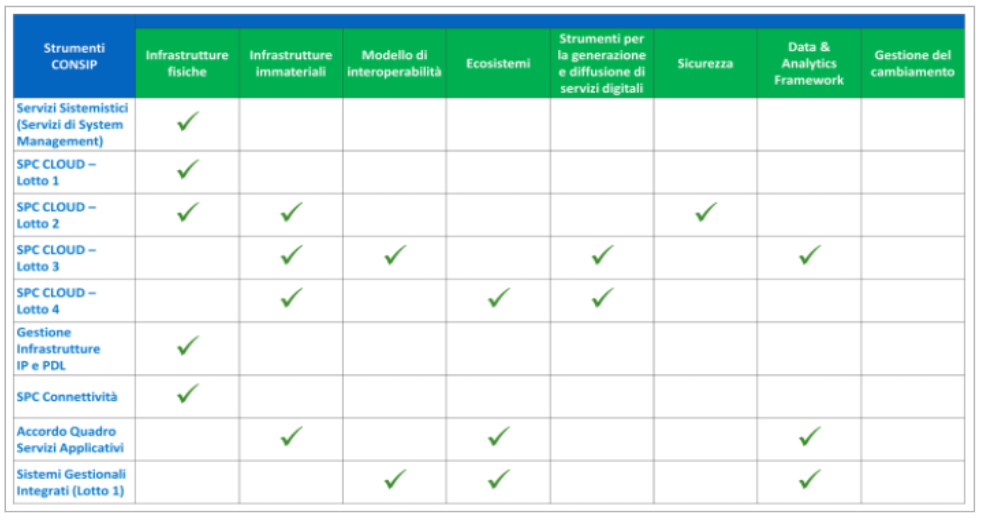 Strumenti
CONSIP
Infrastrutture
fisiche
Infrastrutture
immateriali
Modello di
interoperabilità
Ecosistemi
Strumenti per
la generazione
e diffusione di
servizi digitali
Sicurezza
Data &
Analytics
Framework
Gestione del
cambiamento
Servizi Sistemistici
(Servizi di System
Management)
SPC CLOUD –
Lotto 1
SPC CLOUD –
Lotto 2
SPC CLOUD –
Lotto 3
SPC CLOUD –
Lotto 4
Gestione
Infrastrutture
IP e PDL
SPC Connettività
Accordo Quadro
Servizi Applicativi
Sistemi Gestionali
Integrati (Lotto 1)